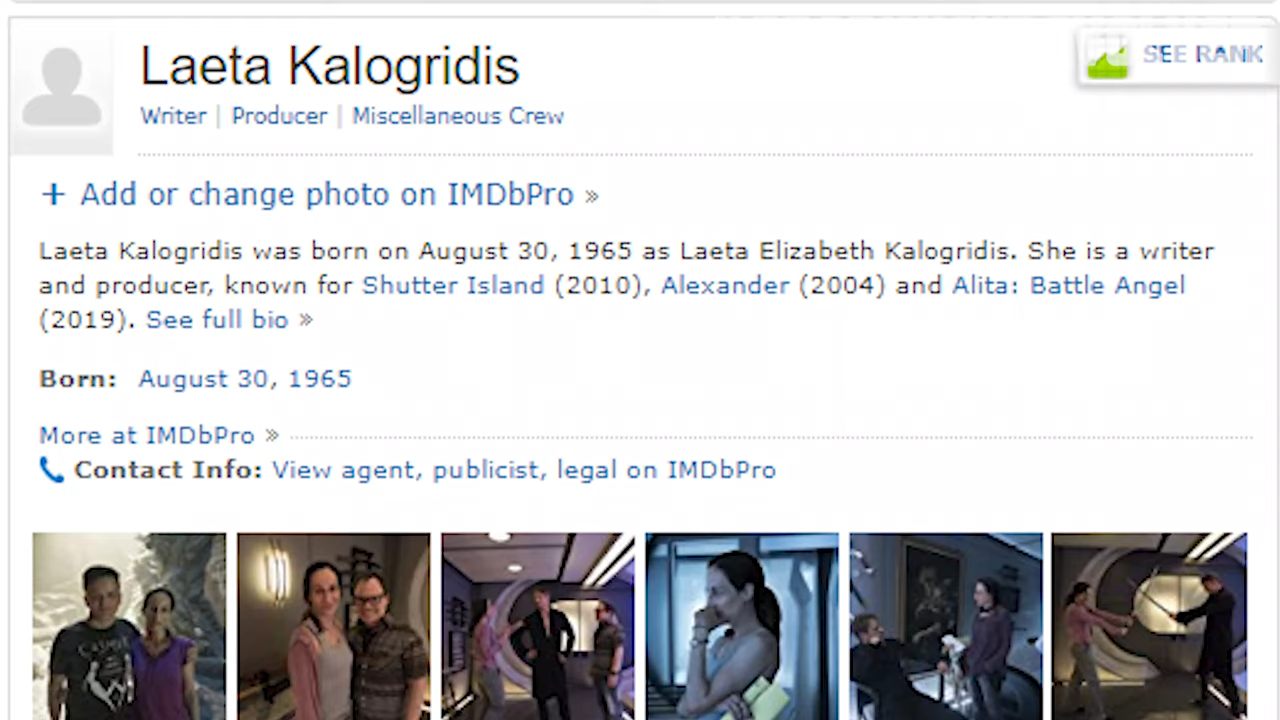 Laeta Kalogridis
SEE RANK
Writer | Producer | Miscellaneous Crew
+ Add or change photo on IMDbPro »
Laeta Kalogridis was born on August 30, 1965 as Laeta Elizabeth Kalogridis. She is a writer
and producer, known for Shutter Island (2010), Alexander (2004) and Alita: Battle Angel
(2019). See full bio »
Born: August 30, 1965
More at IMDbPro »
Contact Info: View agent, publicist, legal on IMDbPro